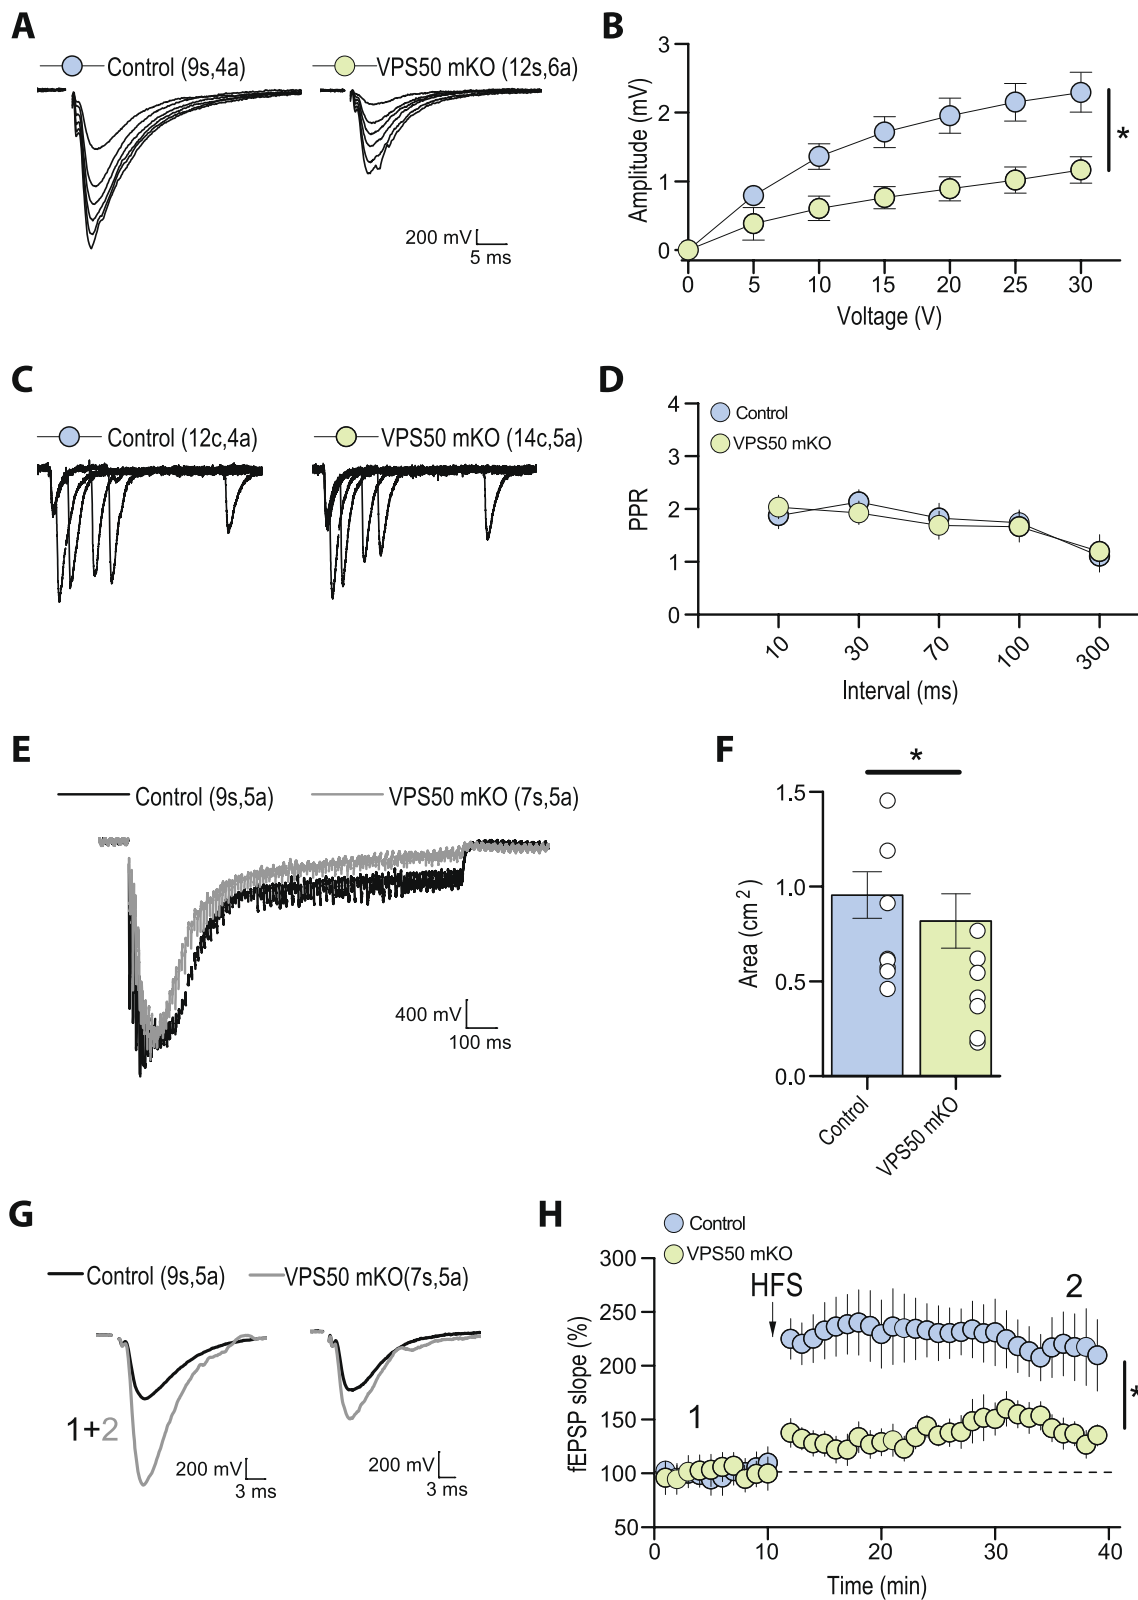 A
Control (9s,4a)
VPS50 mKO (12s,6a)
200 mV
5 ms
B
Amplitude (mV)
3
2
1
0
*
0 5 10 15 20 25 30
Voltage (V)
C
Control (12c,4a)
VPS50 mKO (14c,5a)
D
Control
VPS50 mKO
PPR
4
3
2
1
0
10 30 70 100 300
Interval (ms)
E
Control (9s,5a)
VPS50 mKO (7s,5a)
400 mV
100 ms
F
*
Area (cm2)
1.5
1.0
0.5
0.0
Control
VPS50 mKO
G
Control (9s,5a)
VPS50 mKO(7s,5a)
1+2
200 mV
3 ms
200 mV
3 ms
H
Control
VPS50 mKO
fEPSP slope (%)
300
250
200
150
100
50
HFS
1
2
*
0 10 20 30 40
Time (min)